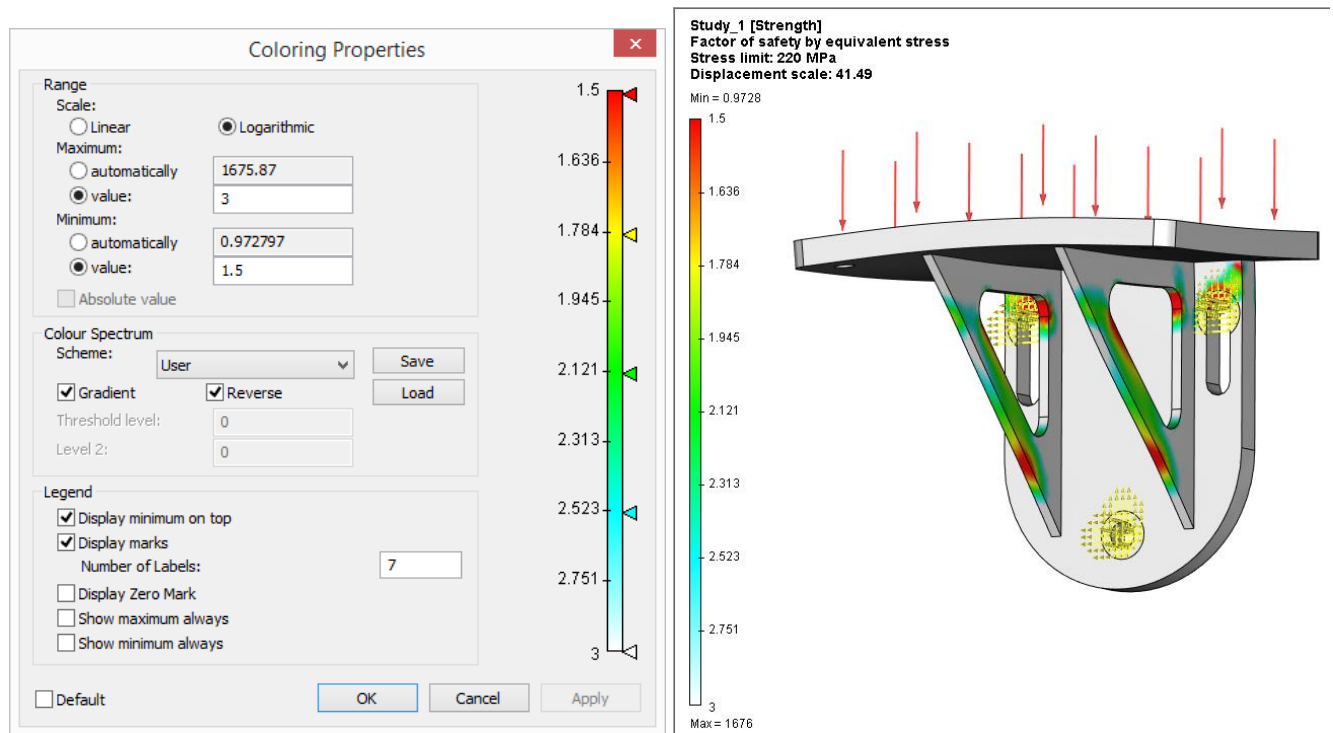 Coloring Properties
Range
Scale:
Linear
Logarithmic
Maximum:
automatically
1675.87
value:
3
Minimum:
automatically
0.972797
value:
1.5
Absolute value
Colour Spectrum
Scheme:
User
Save
Gradient
Reverse
Load
Threshold level:
0
Level 2:
0
Legend
Display minimum on top
Display marks
Number of Labels:
7
Display Zero Mark
Show maximum always
Show minimum always
Default
OK
Cancel
Apply
1.5
1.636
1.784
1.945
2.121
2.313
2.523
2.751
3
Study_1 [Strength]
Factor of safety by equivalent stress
Stress limit: 220 MPa
Displacement scale: 41.49
Min = 0.9728
1.5
1.636
1.784
1.945
2.121
2.313
2.523
2.751
3
Max = 1676